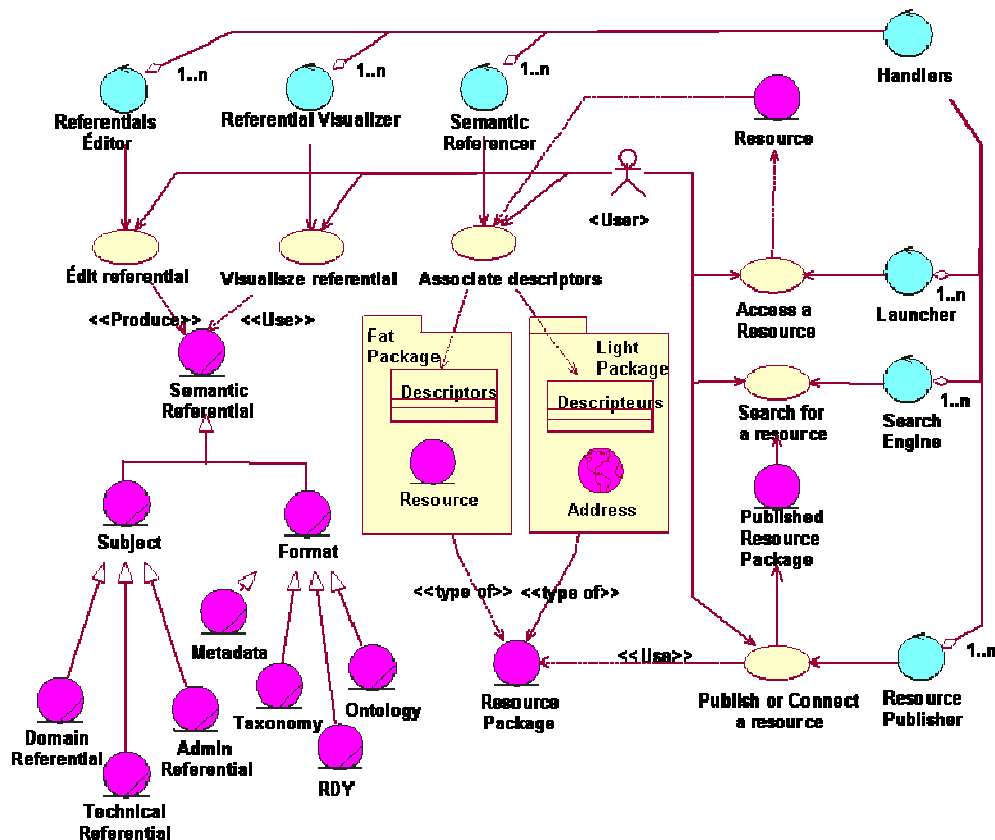 Handlers
1..n
1..n
1..n
Referentials
Éditor
Referential Visualizer
Semantic
Referencer
Resource
<User>
Édit referential
Visualisze referential
Associate descriptors
Access a
Resource
Launcher
1..n
<<Produce>>
<<Use>>
Semantic
Referential
Fat
Package
Descriptors
Resource
Light
Package
Descripteurs
Address
Search for
a resource
Search
Engine
1..n
Published
Resource
Package
Subject
Format
Metadata
Taxonomy
Ontology
RDY
Domain
Referential
Admin
Referential
Technical
Referential
<<type of>>
<<type of>>
Resource
Package
<<Use>>
Publish or Connect
a resource
Resource
Publisher
1..n